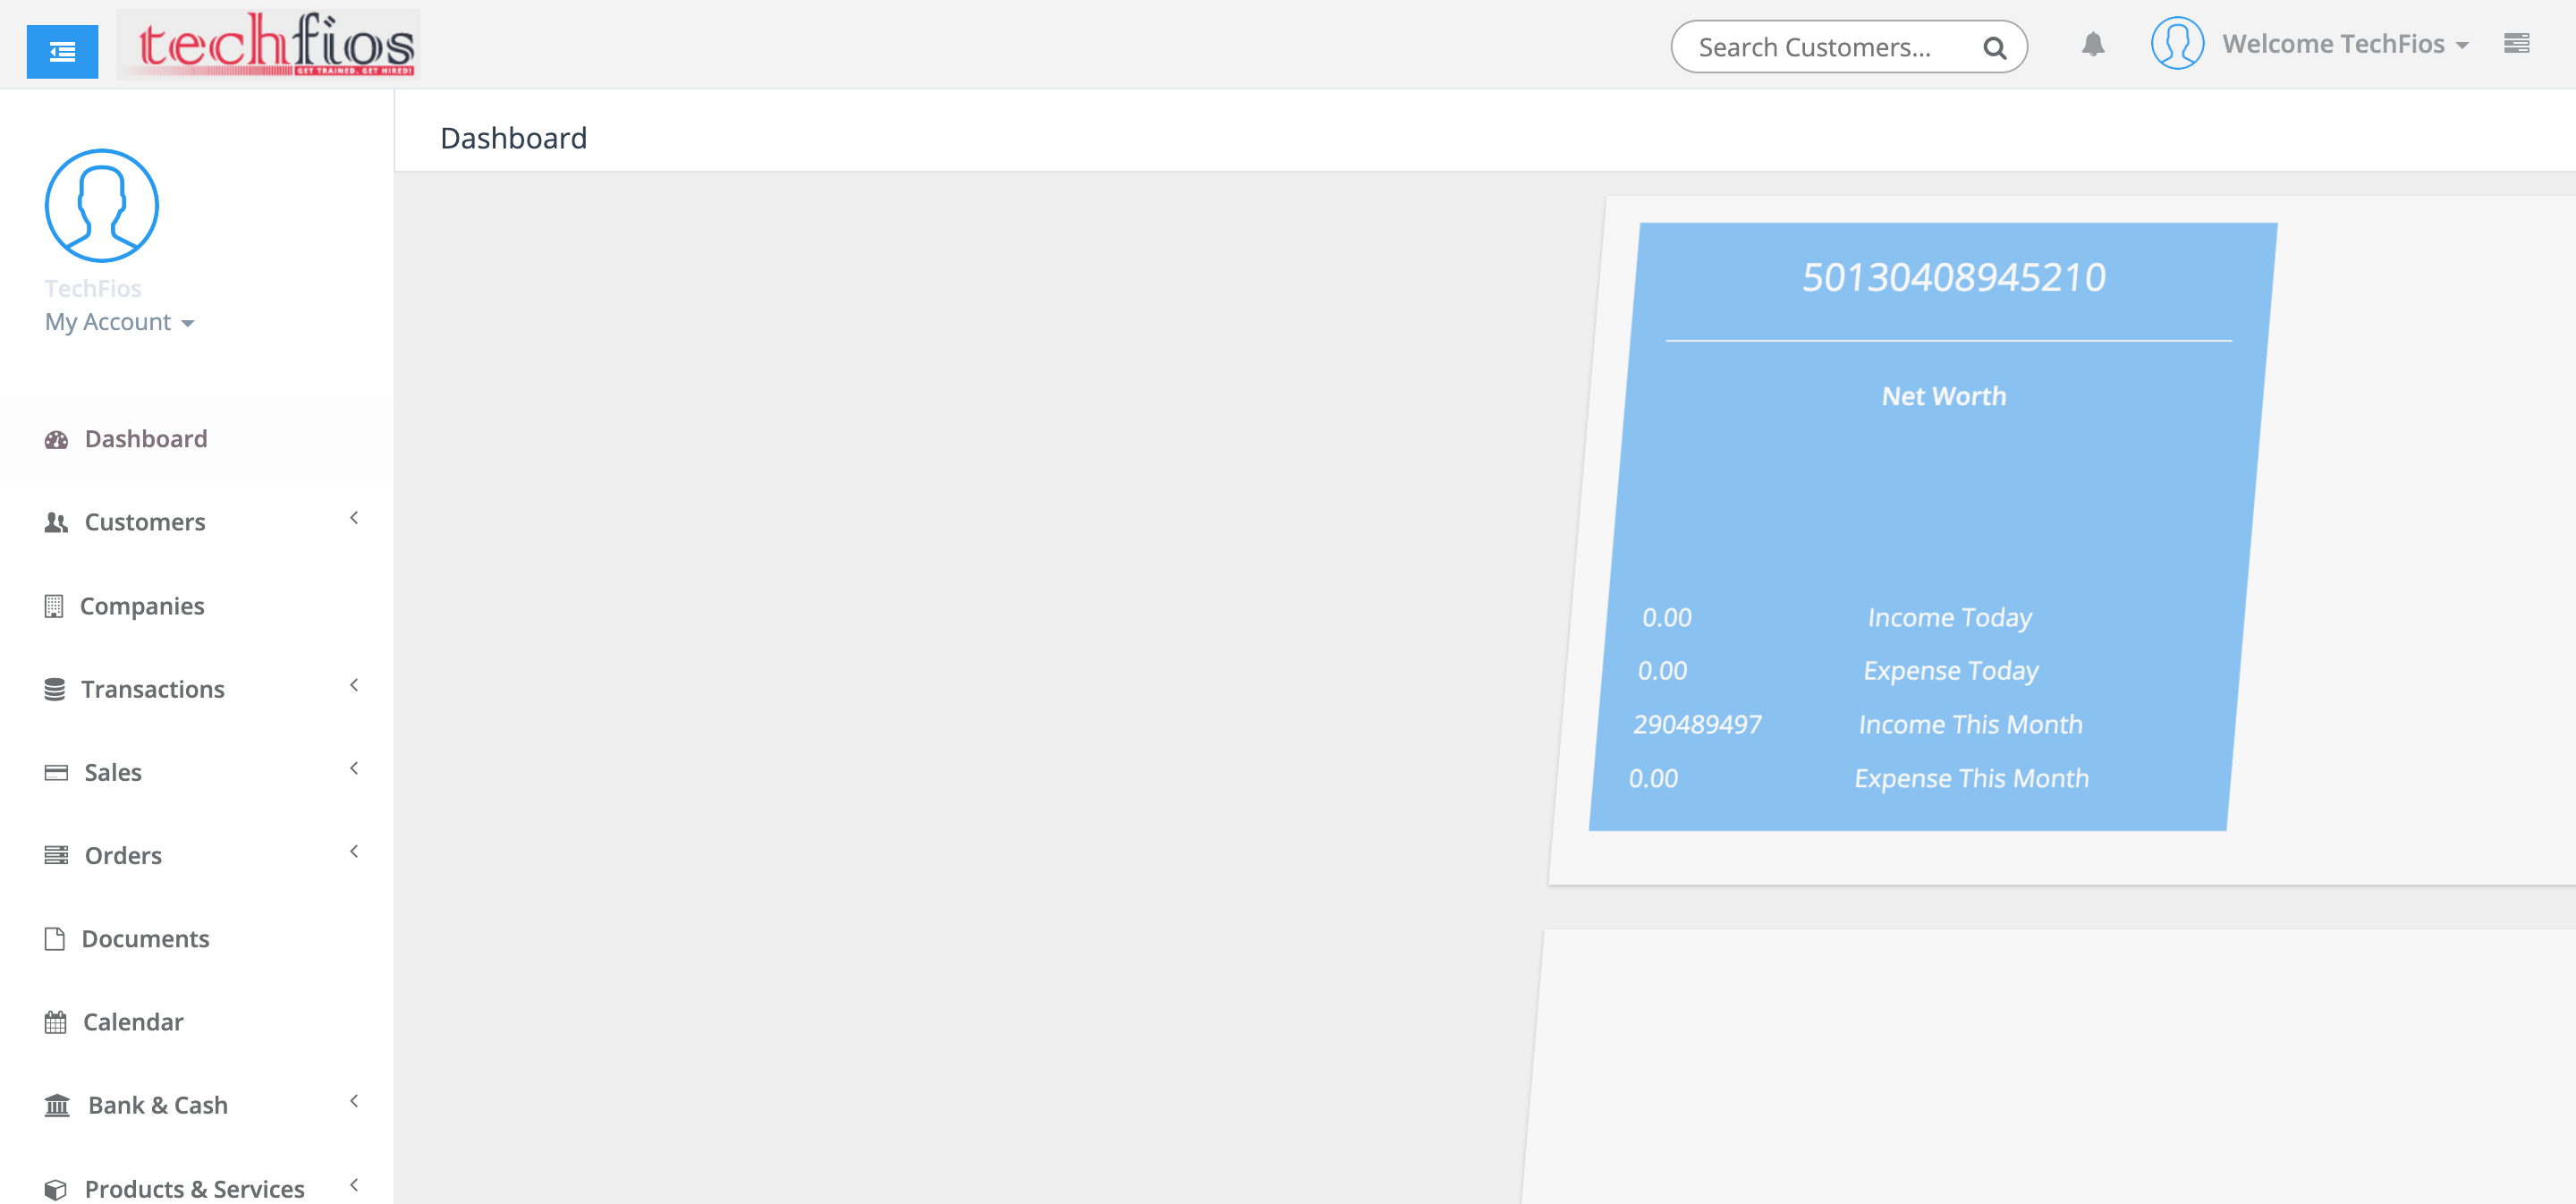 techfios
GET TRAINED. GET HIRED!
Search Customers...
Welcome TechFios
TechFios
My Account
Dashboard
Customers
Companies
Transactions
Sales
Orders
Documents
Calendar
Bank & Cash
Products & Services
Dashboard
50130408945210
Net Worth
0.00 Income Today
0.00 Expense Today
290489497 Income This Month
0.00 Expense This Month